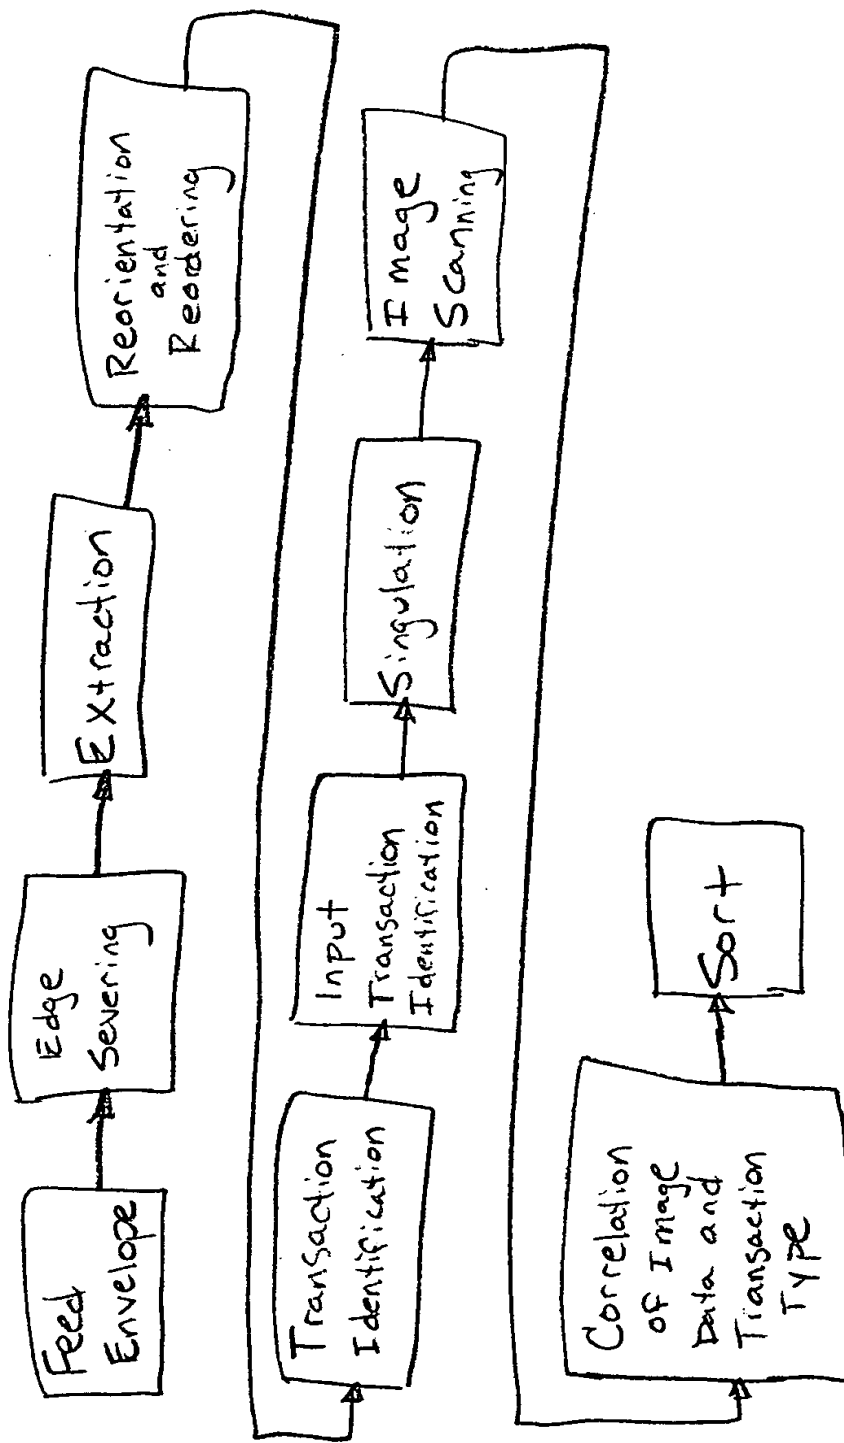 Feed
Envelope
Edge
Severing
Extraction
Reorientation
and
Reordering
Transaction
Identification
Input
Transaction
Identification
Singulation
Image
Scanning
Correlation
of Image
Data and
Transaction
Type
Sort